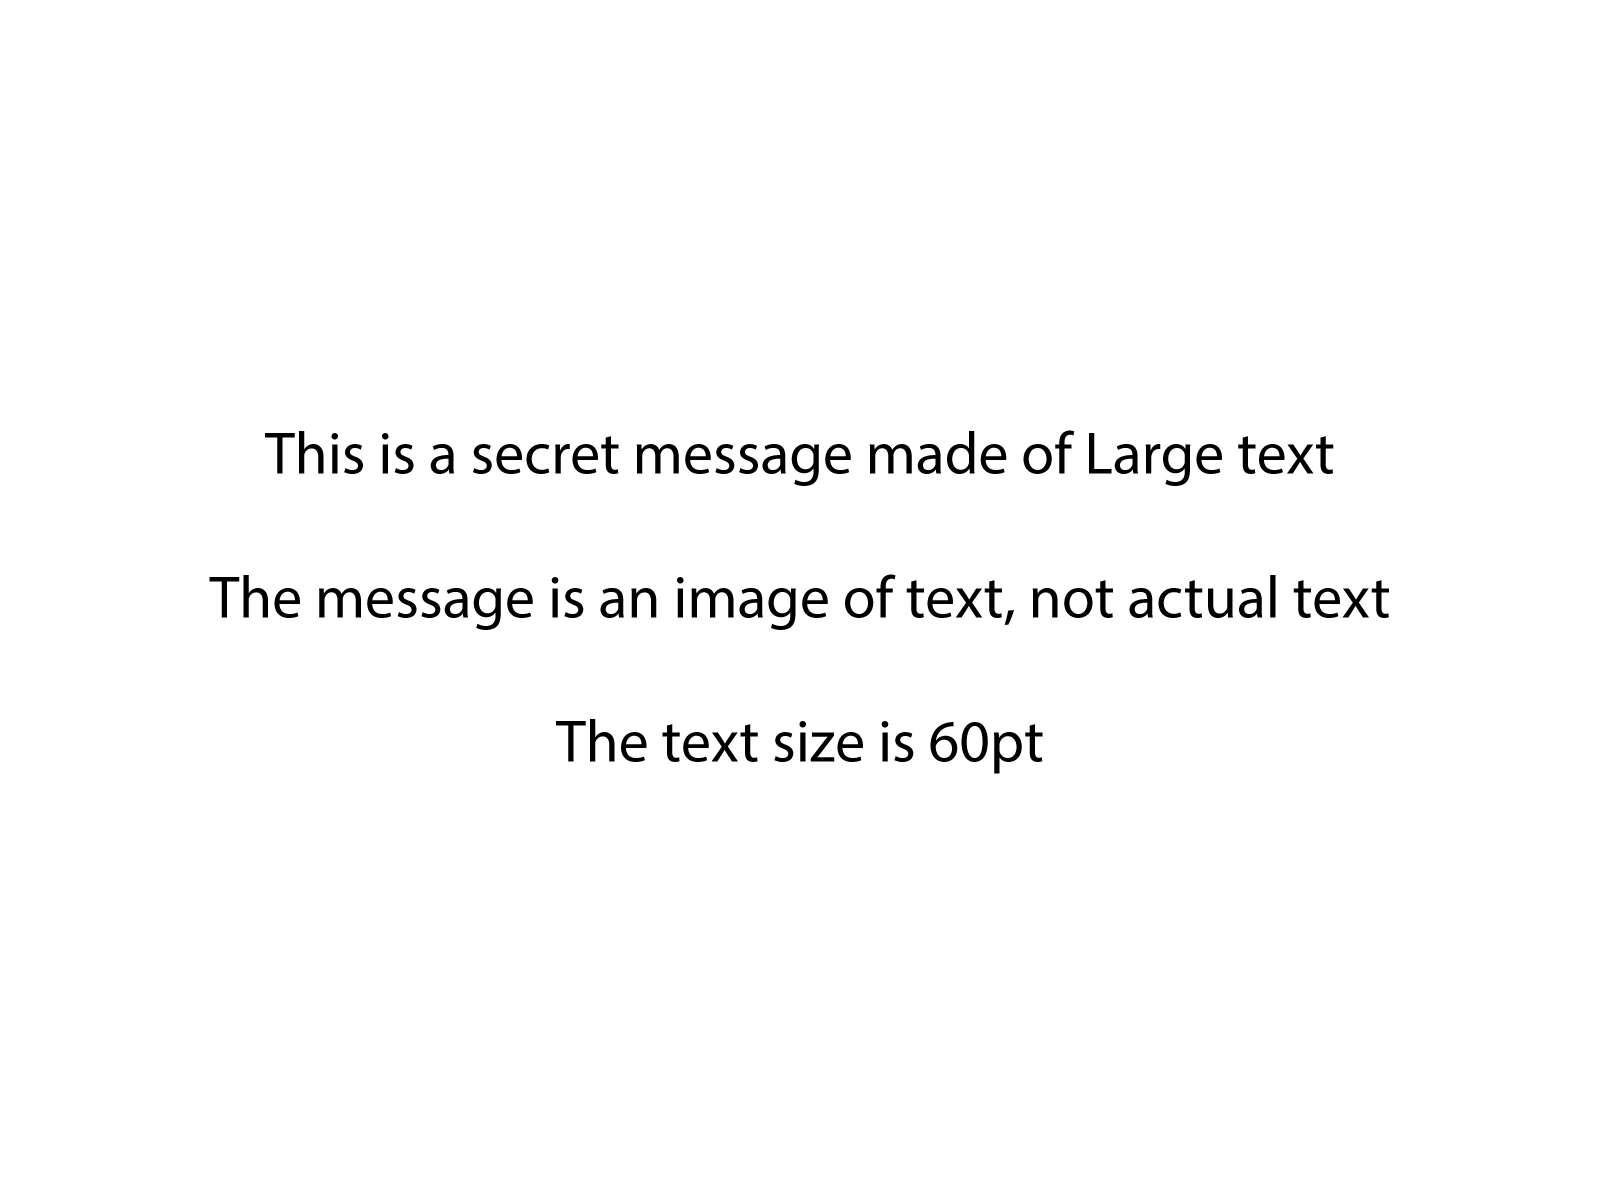 This is a secret message made of Large text
The message is an image of text, not actual text
The text size is 60pt